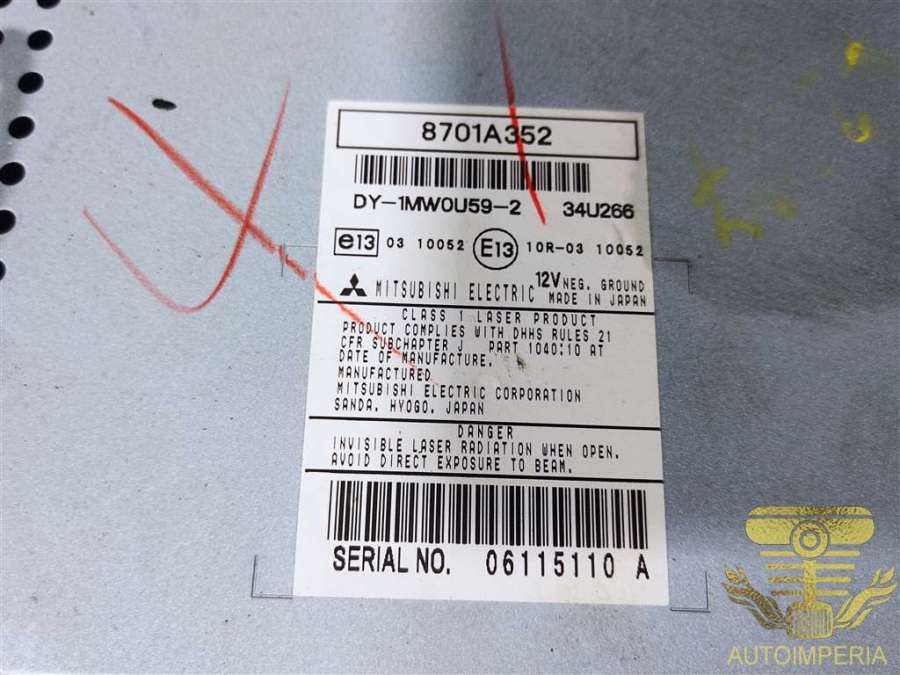 8701A352
DY-1MW0U59-2 34U266
e13 03 10052 E13 10R-03 10052
MITSUBISHI ELECTRIC 12V NEG. GROUND
MADE IN JAPAN
CLASS 1 LASER PRODUCT
PRODUCT COMPLIES WITH DHHS RULES 21
CFR SUBCHAPTER J PART 1040:10 AT
DATE OF MANUFACTURE.
MANUFACTURED
MITSUBISHI ELECTRIC CORPORATION
SANDA, HYOGO, JAPAN
DANGER
INVISIBLE LASER RADIATION WHEN OPEN.
AVOID DIRECT EXPOSURE TO BEAM.
SERIAL NO. 06115110 A
AUTOIMPERIA